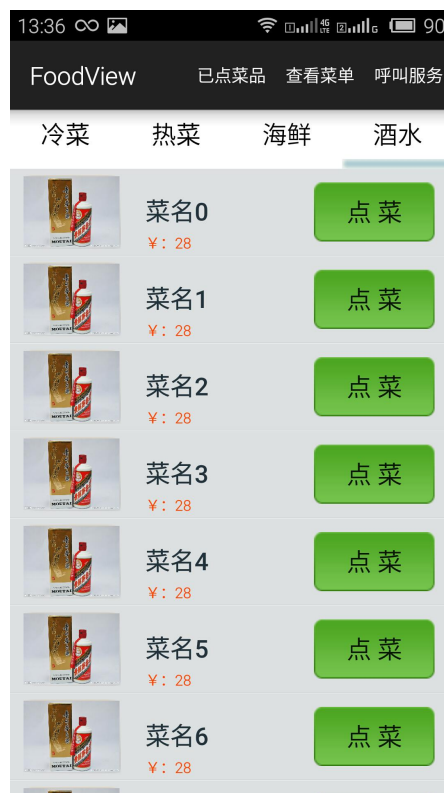 13:36 90
FoodView 已点菜品 查看菜单 呼叫服务
冷菜 热菜 海鲜 酒水
菜名0 点 菜
¥：28
菜名1 点 菜
¥：28
菜名2 点 菜
¥：28
菜名3 点 菜
¥：28
菜名4 点 菜
¥：28
菜名5 点 菜
¥：28
菜名6 点 菜
¥：28